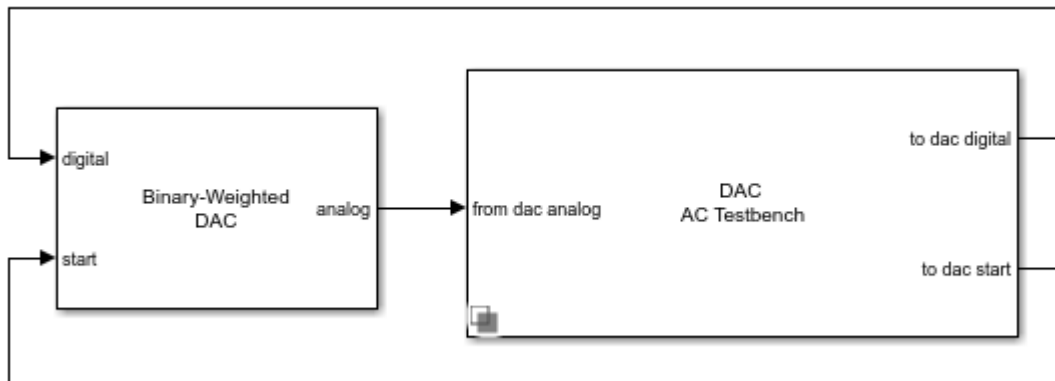 digital
Binary-Weighted
DAC
analog
start
from dac analog
DAC
AC Testbench
to dac digital
to dac start